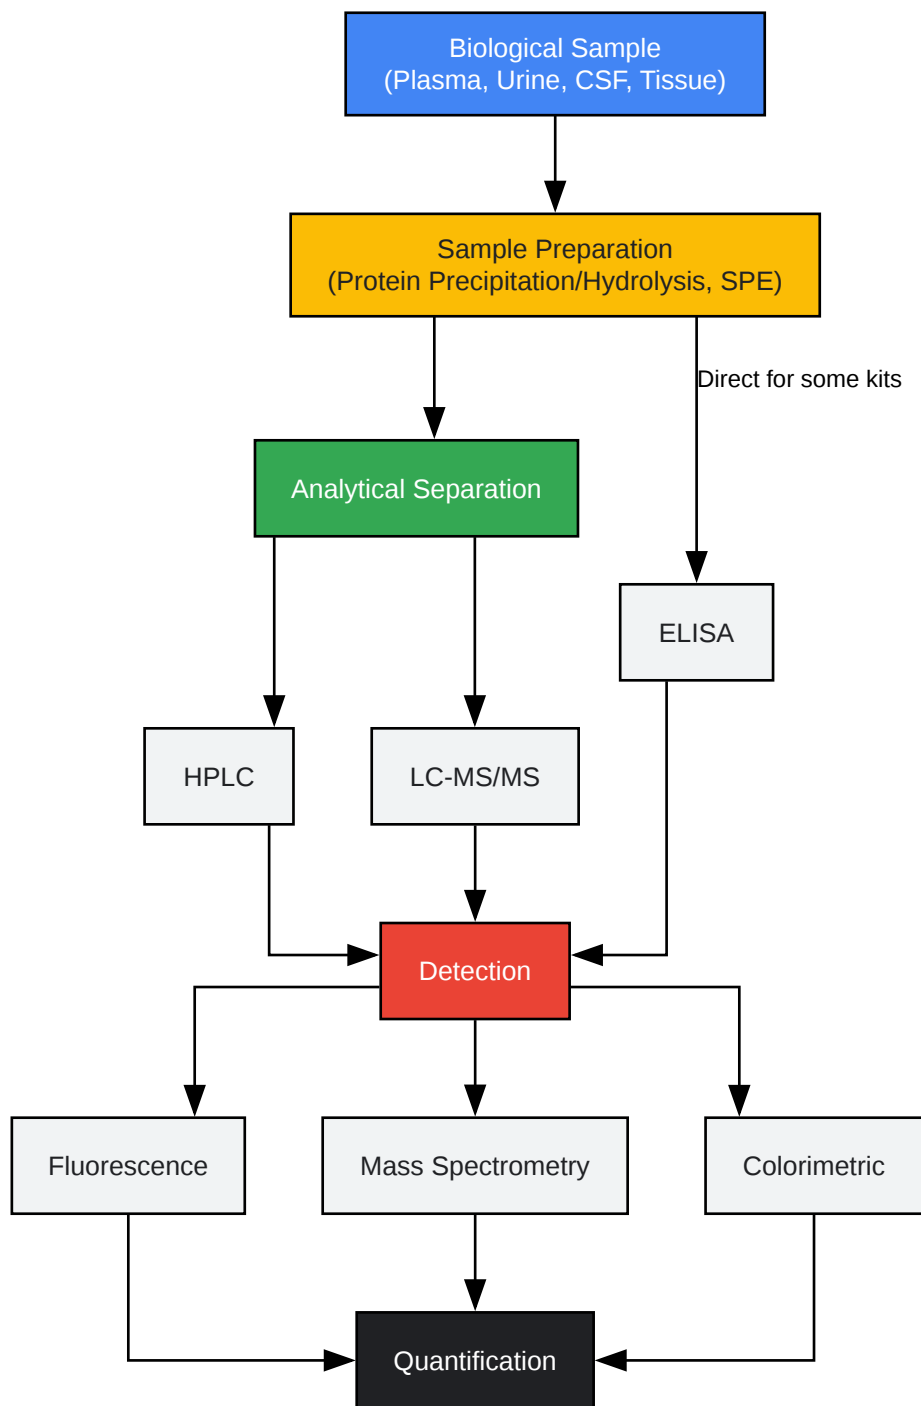 Biological Sample
(Plasma, Urine, CSF, Tissue)
Sample Preparation
(Protein Precipitation/Hydrolysis, SPE)
Direct for some kits
Analytical Separation
ELISA
HPLC
LC-MS/MS
Detection
Fluorescence
Mass Spectrometry
Colorimetric
Quantification